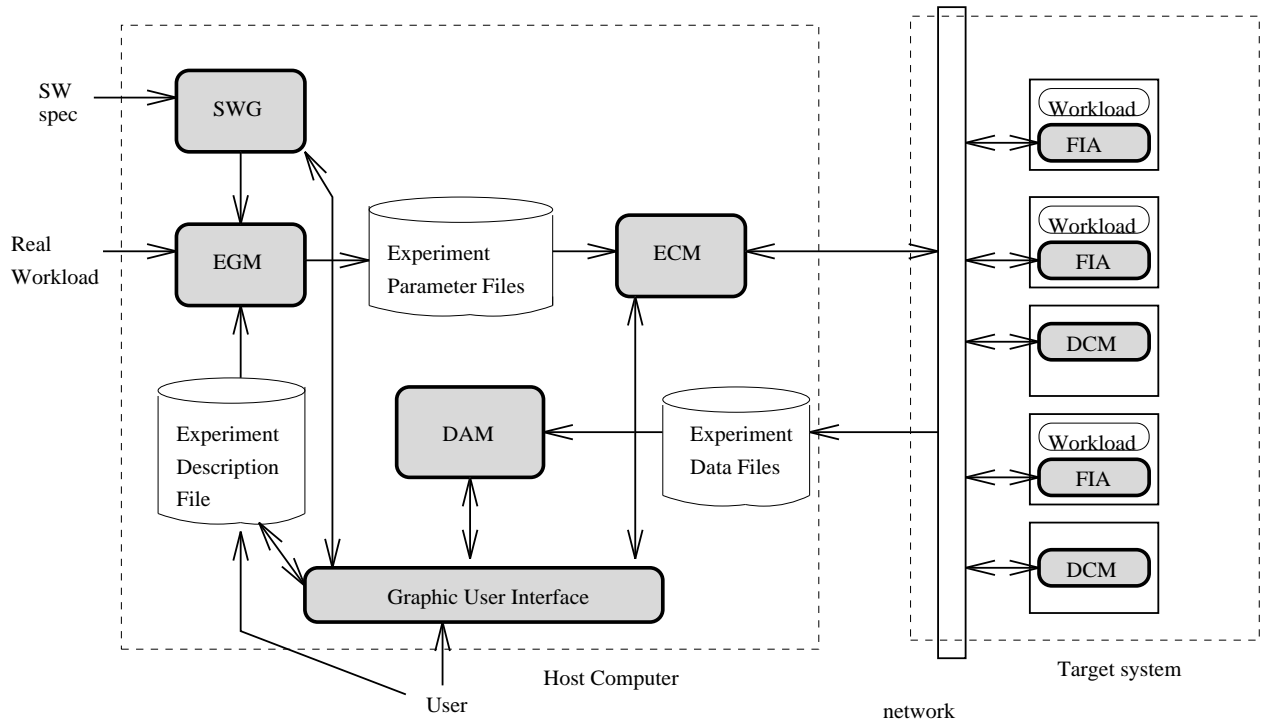 SW
spec
SWG
Real
Workload
EGM
Experiment
Parameter Files
ECM
Experiment
Description
File
DAM
Experiment
Data Files
Graphic User Interface
User
Host Computer
network
Workload
FIA
Workload
FIA
DCM
Workload
FIA
DCM
Target system